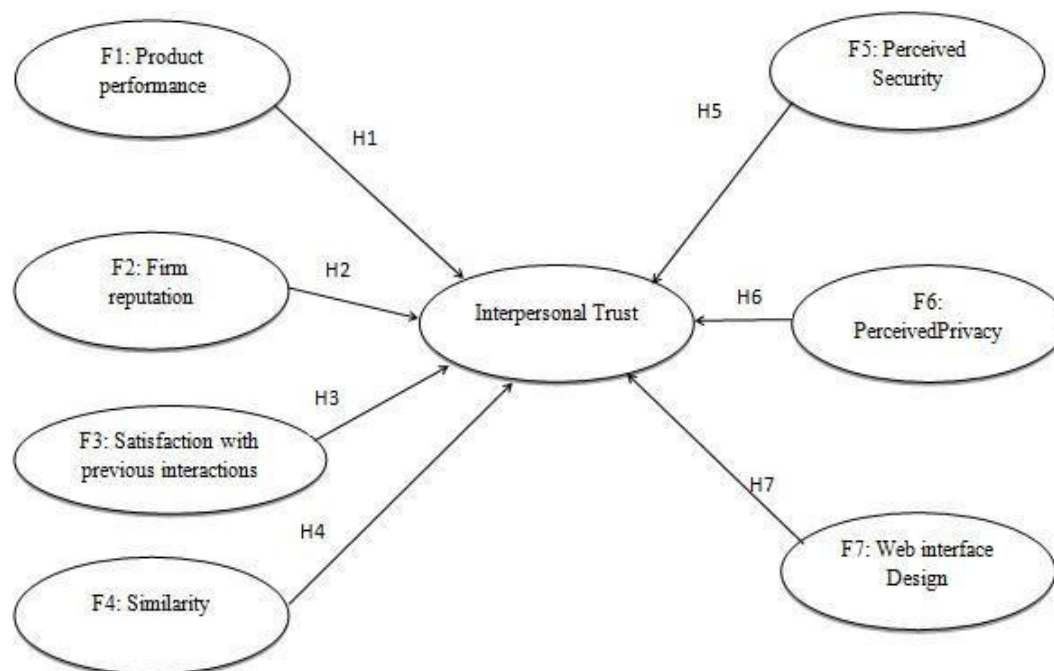 F1: Product
performance
H1
F2: Firm
reputation
H2
F3: Satisfaction with
previous interactions
H3
F4: Similarity
H4
Interpersonal Trust
F5: Perceived
Security
H5
F6:
PerceivedPrivacy
H6
F7: Web interface
Design
H7